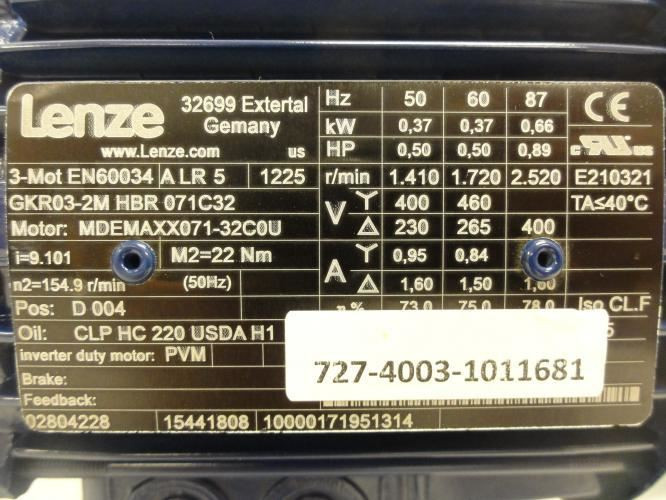 Lenze
32699 Extertal
Gemany
www.Lenze.com us
3-Mot EN60034 A LR 5 1225
GKR03-2M HBR 071C32
Motor: MDEMAXX071-32C0U
i=9.101 M2=22 Nm
n2=154.9 r/min (50Hz)
Pos: D 004
Oil: CLP HC 220 USDA H1
inverter duty motor: PVM
Brake:
Feedback:
02804228 15441808 10000171951314
Hz 50 60 87
kW 0,37 0,37 0,66
HP 0,50 0,50 0,89
r/min 1.410 1.720 2.520
V Y 400 460
Δ 230 265 400
A Y 0,95 0,84
Δ 1,60 1,50 1,60
η % 73.0 75.0 78.0
CE
c RU us
E210321
TA≤40°C
Iso CL.F
727-4003-1011681